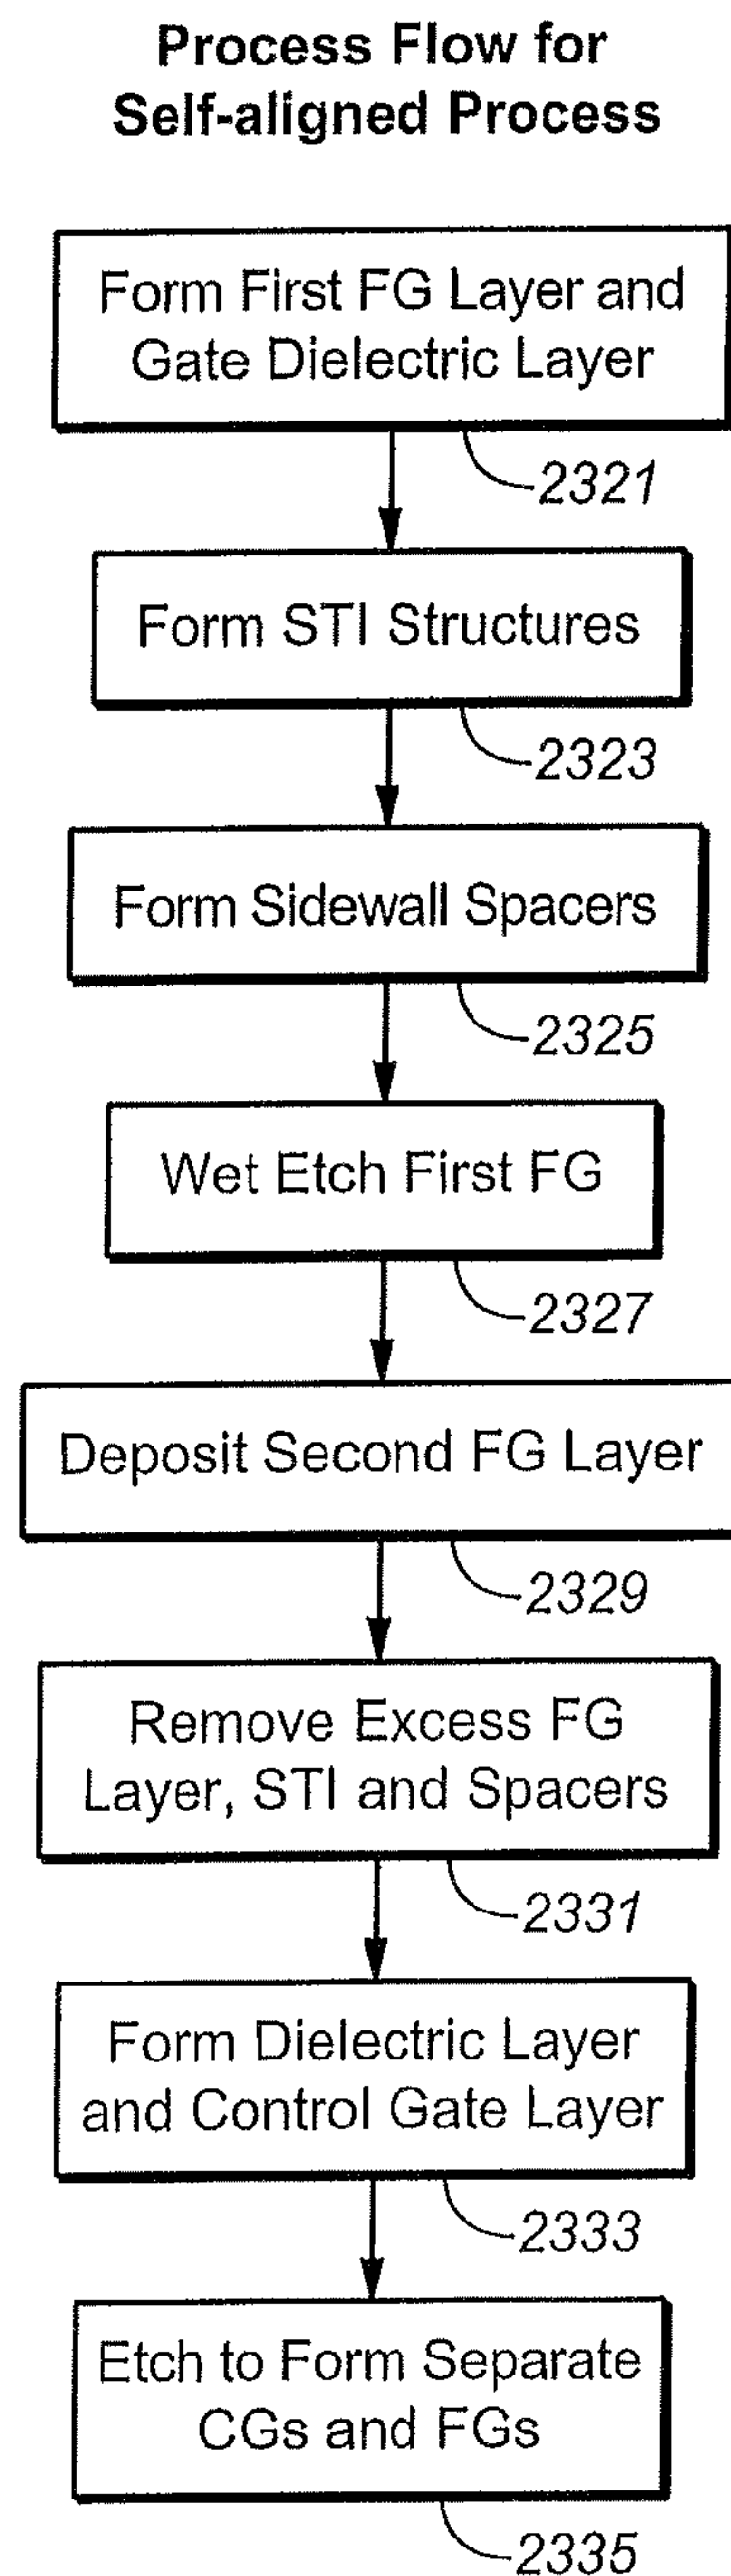 Process Flow for
Self-aligned Process
Form First FG Layer and
Gate Dielectric Layer
2321
Form STI Structures
2323
Form Sidewall Spacers
2325
Wet Etch First FG
2327
Deposit Second FG Layer
2329
Remove Excess FG
Layer, STI and Spacers
2331
Form Dielectric Layer
and Control Gate Layer
2333
Etch to Form Separate
CGs and FGs
2335